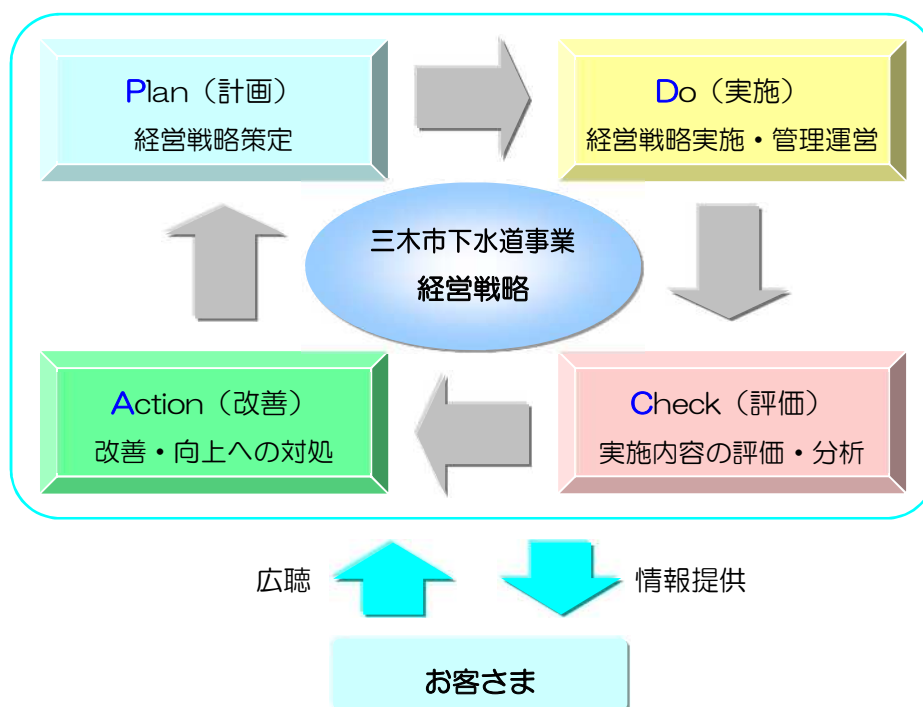 Plan（計画）
経営戦略策定
Do（実施）
経営戦略実施・管理運営
三木市下水道事業
経営戦略
Action（改善）
改善・向上への対処
Check（評価）
実施内容の評価・分析
広聴
情報提供
お客さま